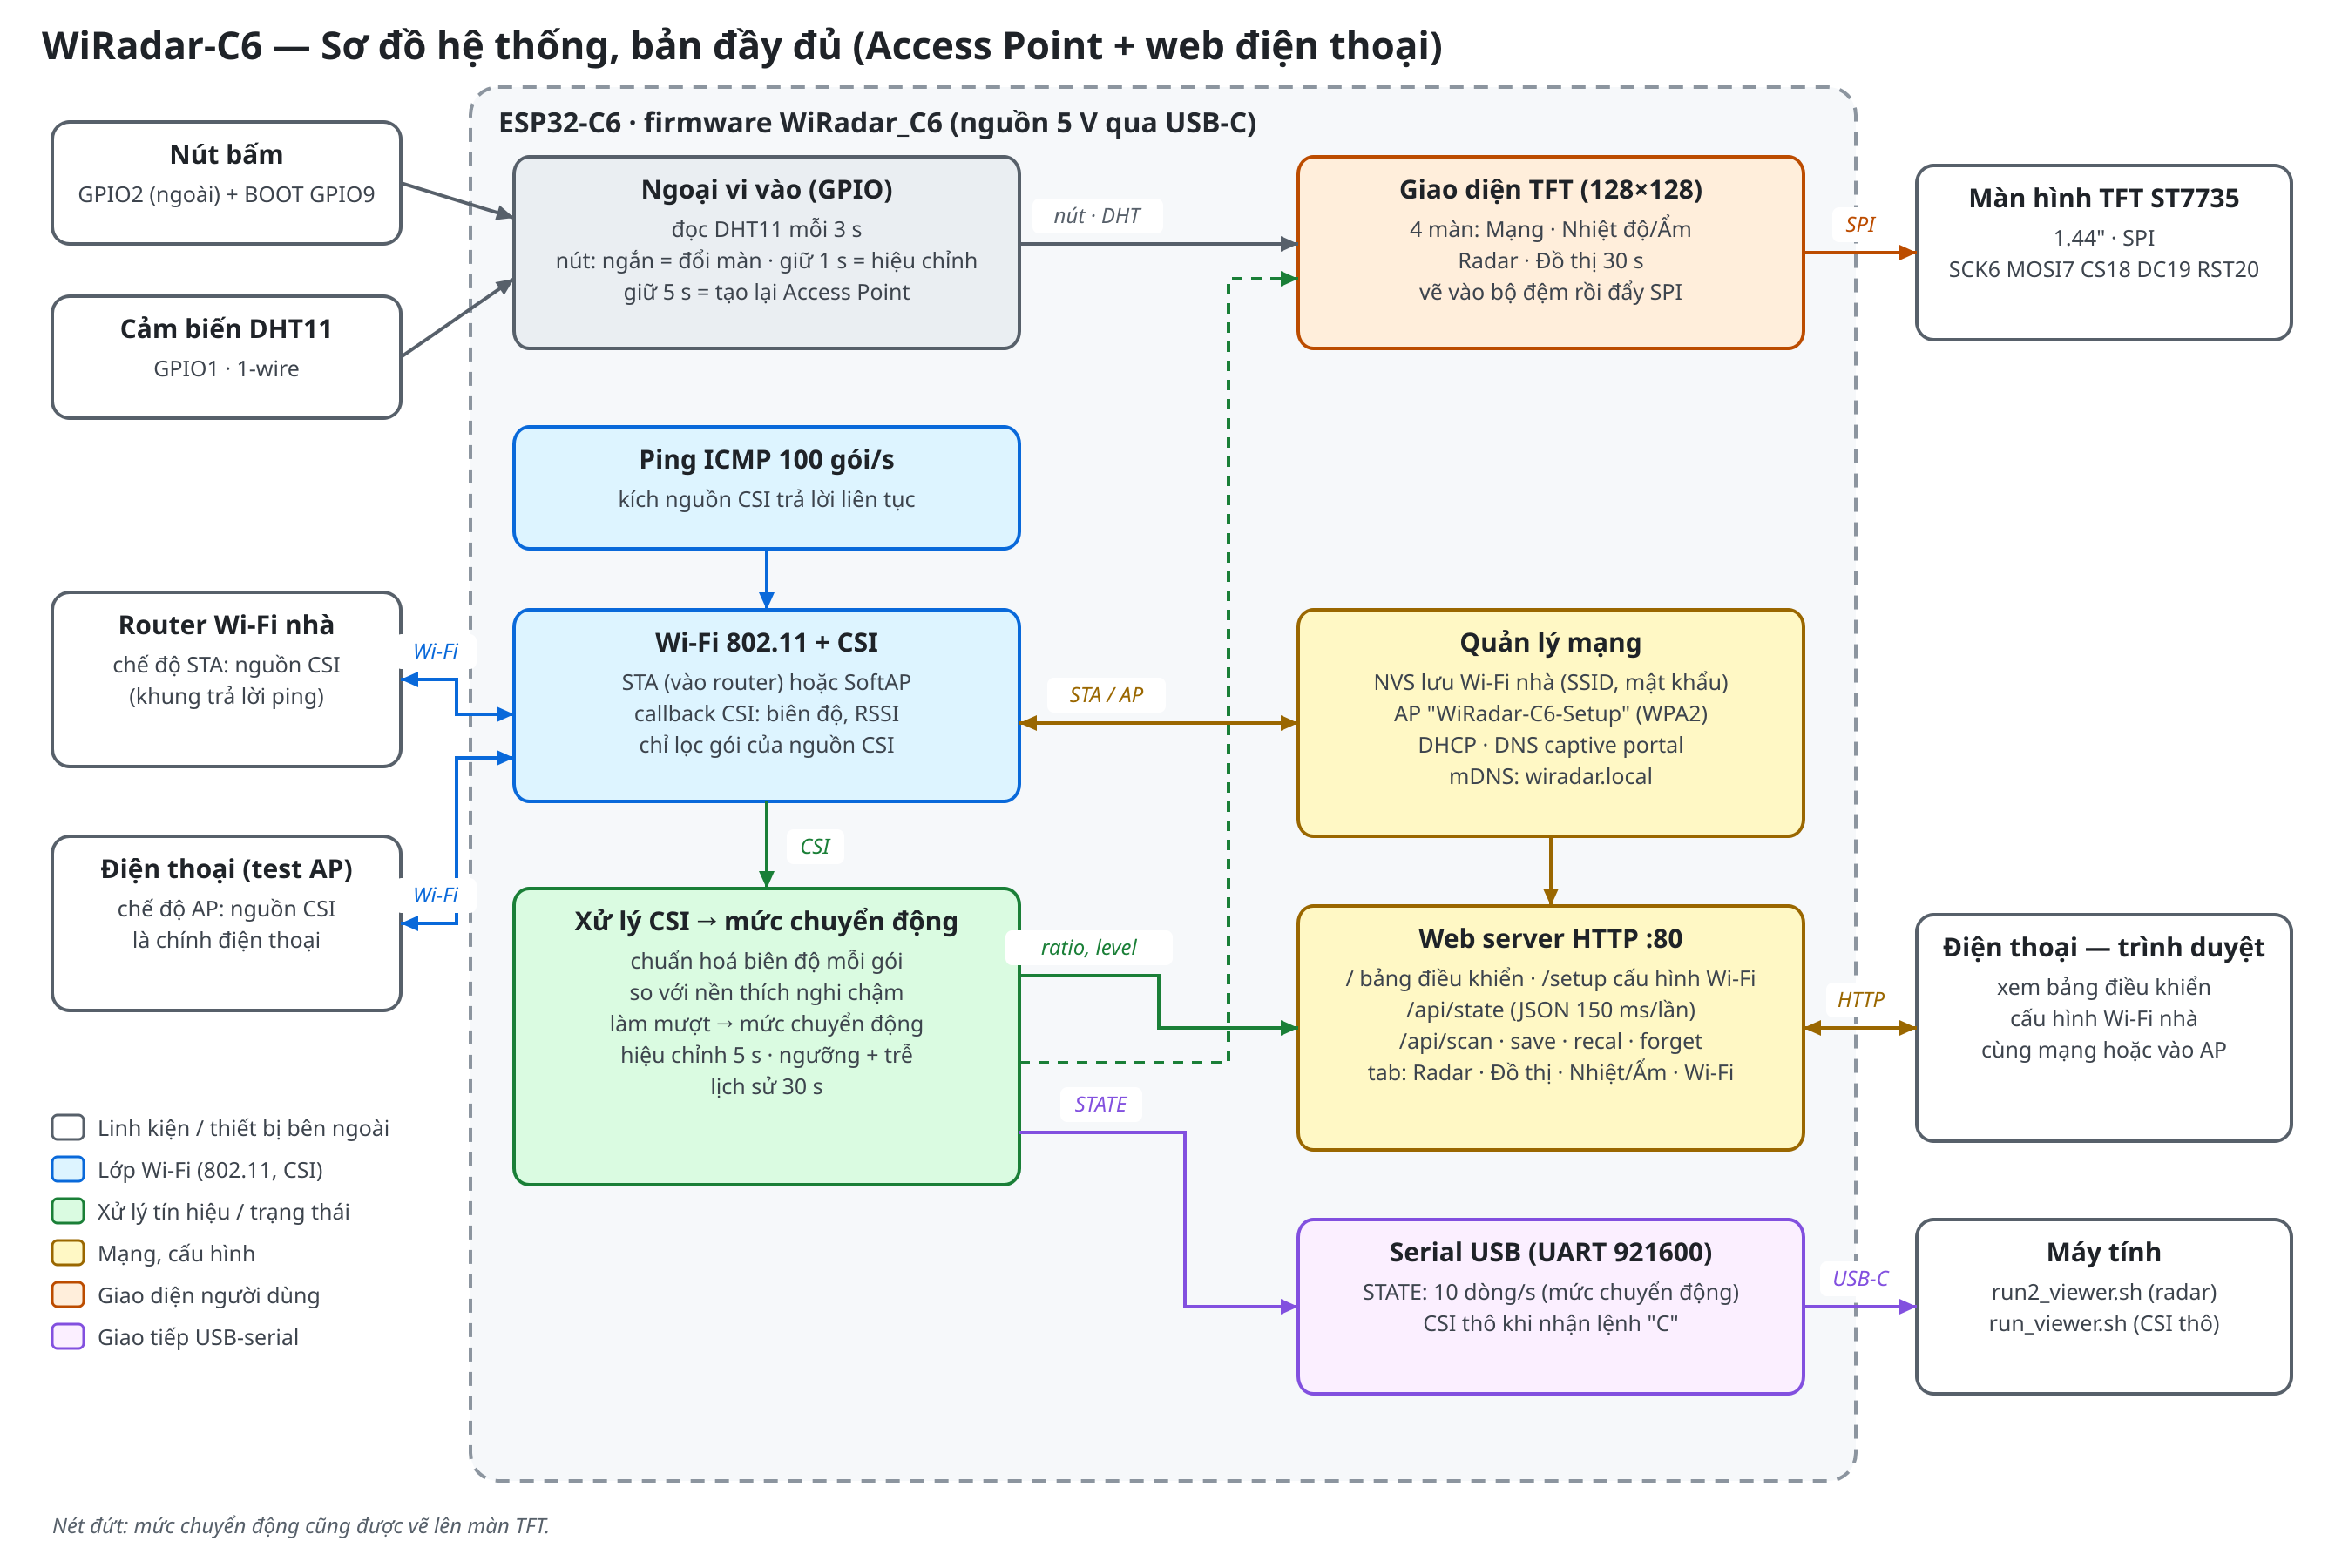 WiRadar-C6 — Sơ đồ hệ thống, bản đầy đủ (Access Point + web điện thoại)
ESP32-C6 · firmware WiRadar_C6 (nguồn 5 V qua USB-C)
Nút bấm
GPIO2 (ngoài) + BOOT GPIO9
Cảm biến DHT11
GPIO1 · 1-wire
Ngoại vi vào (GPIO)
đọc DHT11 mỗi 3 s
nút: ngắn = đổi màn · giữ 1 s = hiệu chỉnh
giữ 5 s = tạo lại Access Point
nút · DHT
Giao diện TFT (128×128)
4 màn: Mạng · Nhiệt độ/Ẩm
Radar · Đồ thị 30 s
vẽ vào bộ đệm rồi đẩy SPI
SPI
Màn hình TFT ST7735
1.44" · SPI
SCK6 MOSI7 CS18 DC19 RST20
Ping ICMP 100 gói/s
kích nguồn CSI trả lời liên tục
Router Wi-Fi nhà
chế độ STA: nguồn CSI
(khung trả lời ping)
Wi-Fi
Wi-Fi 802.11 + CSI
STA (vào router) hoặc SoftAP
callback CSI: biên độ, RSSI
chỉ lọc gói của nguồn CSI
STA / AP
Quản lý mạng
NVS lưu Wi-Fi nhà (SSID, mật khẩu)
AP "WiRadar-C6-Setup" (WPA2)
DHCP · DNS captive portal
mDNS: wiradar.local
Điện thoại (test AP)
chế độ AP: nguồn CSI
là chính điện thoại
Wi-Fi
CSI
Xử lý CSI → mức chuyển động
chuẩn hoá biên độ mỗi gói
so với nền thích nghi chậm
làm mượt → mức chuyển động
hiệu chỉnh 5 s · ngưỡng + trễ
lịch sử 30 s
ratio, level
STATE
Web server HTTP :80
/ bảng điều khiển · /setup cấu hình Wi-Fi
/api/state (JSON 150 ms/lần)
/api/scan · save · recal · forget
tab: Radar · Đồ thị · Nhiệt/Ẩm · Wi-Fi
HTTP
Điện thoại — trình duyệt
xem bảng điều khiển
cấu hình Wi-Fi nhà
cùng mạng hoặc vào AP
Serial USB (UART 921600)
STATE: 10 dòng/s (mức chuyển động)
CSI thô khi nhận lệnh "C"
USB-C
Máy tính
run2_viewer.sh (radar)
run_viewer.sh (CSI thô)
Linh kiện / thiết bị bên ngoài
Lớp Wi-Fi (802.11, CSI)
Xử lý tín hiệu / trạng thái
Mạng, cấu hình
Giao diện người dùng
Giao tiếp USB-serial
Nét đứt: mức chuyển động cũng được vẽ lên màn TFT.